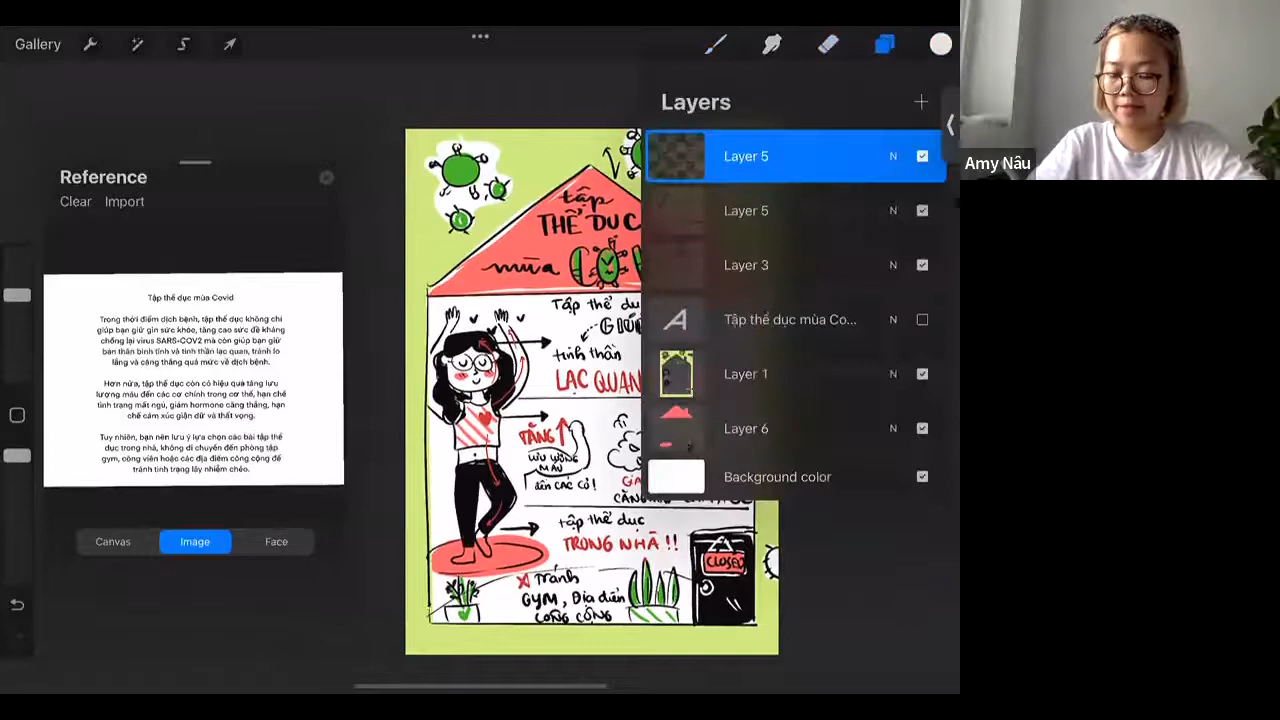 Gallery
Layers
Layer 5 N
Layer 5 N
Layer 3 N
A Tập thể dục mùa Co... N
Layer 1 N
Layer 6 N
Background color
Amy Nâu
Reference
Clear Import
Tập thể dục mùa Covid
Trong thời điểm dịch bệnh, tập thể dục không chỉ
giúp bạn giữ gìn sức khỏe, tăng cao sức đề kháng
chống lại virus SARS-COV2 mà còn giúp bạn giữ
bản thân bình tĩnh và tinh thần lạc quan, tránh lo
lắng và căng thẳng quá mức về dịch bệnh.
Hơn nữa, tập thể dục còn có hiệu quả tăng lưu
lượng máu đến các cơ chính trong cơ thể, hạn chế
tình trạng mất ngủ, giảm hormone căng thẳng, hạn
chế cảm xúc giận dữ và thất vọng.
Tuy nhiên, bạn nên lưu ý lựa chọn các bài tập thể
dục trong nhà, không di chuyển đến phòng tập
gym, công viên hoặc các địa điểm công cộng để
tránh tình trạng lây nhiễm chéo.
Canvas Image Face
tập
THỂ DỤC
mùa
Tập thể
tinh thần
LẠC QUAN
TĂNG
LƯU LƯỢNG
MÁU
đến CÁC CƠ!
tập thể dục
TRONG NHÀ!!
X Tránh
GYM, Địa điểm
CÔNG CỘNG
CLOSED